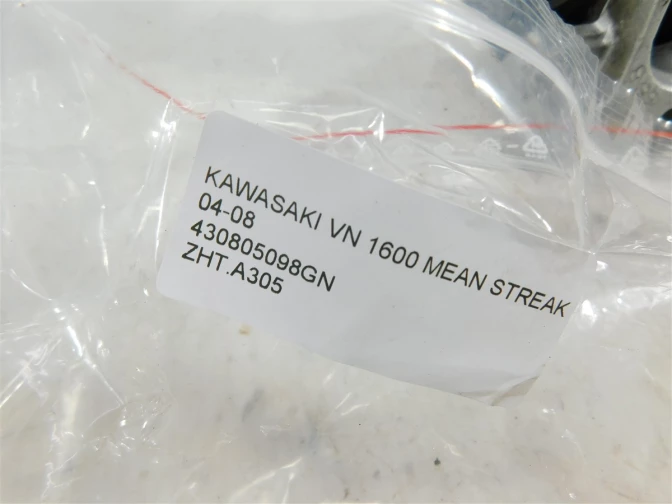 KAWASAKI VN 1600 MEAN STREAK
04-08
430805098GN
ZHT.A305